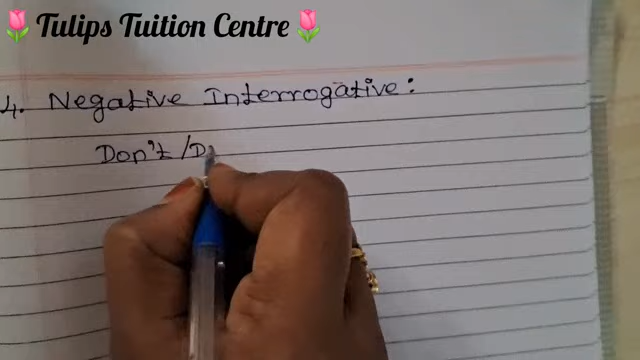 🌷Tulips Tuition Centre🌷
4. Negative Interrogative:
Don't /D